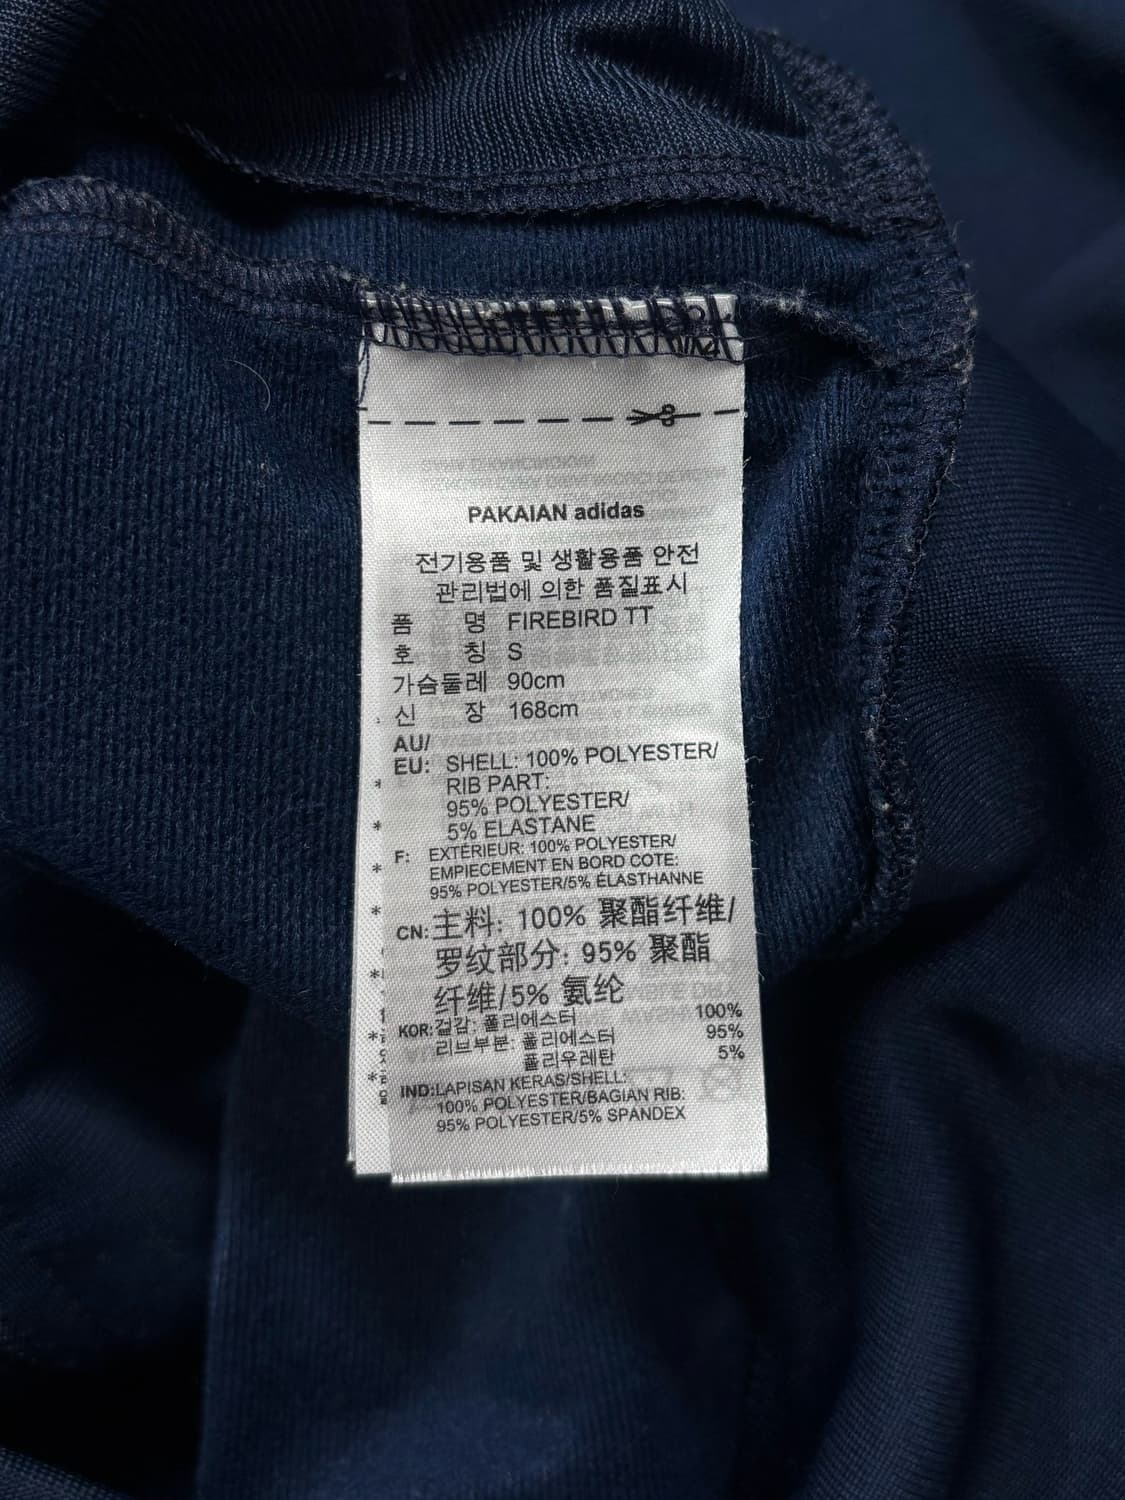 PAKAIAN adidas
전기용품 및 생활용품 안전
관리법에 의한 품질표시
품 명 FIREBIRD TT
호 칭 S
가슴둘레 90cm
신 장 168cm
AU/
EU: SHELL: 100% POLYESTER/
RIB PART:
95% POLYESTER/
5% ELASTANE
F: EXTÉRIEUR: 100% POLYESTER/
EMPIECEMENT EN BORD COTE:
95% POLYESTER/5% ÉLASTHANNE
CN: 主料: 100% 聚酯纤维/
罗纹部分: 95% 聚酯
纤维/5% 氨纶
KOR: 겉감: 폴리에스터 100%
리브부분: 폴리에스터 95%
폴리우레탄 5%
IND: LAPISAN KERAS/SHELL:
100% POLYESTER/BAGIAN RIB:
95% POLYESTER/5% SPANDEX